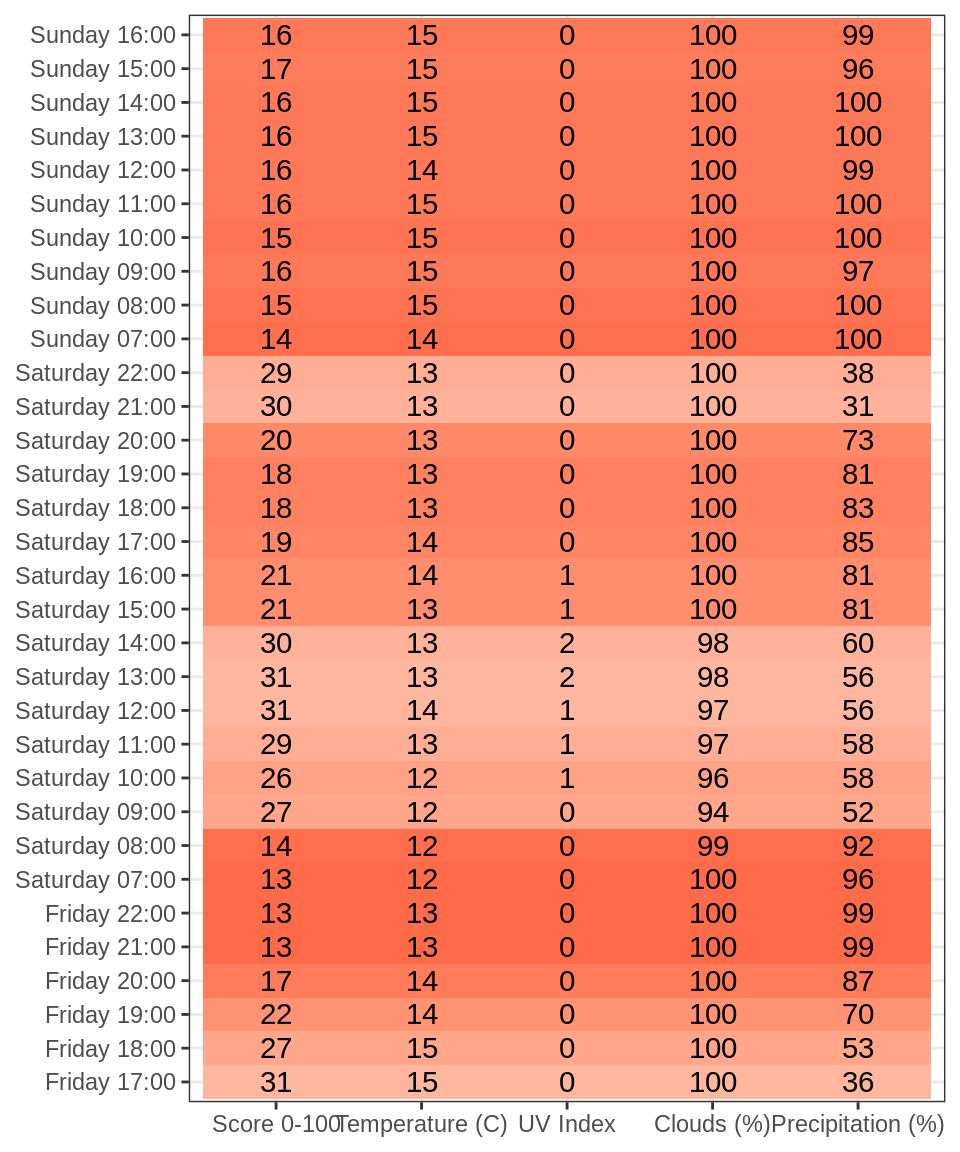 Sunday 16:00 16 15 0 100 99
Sunday 15:00 17 15 0 100 96
Sunday 14:00 16 15 0 100 100
Sunday 13:00 16 15 0 100 100
Sunday 12:00 16 14 0 100 99
Sunday 11:00 16 15 0 100 100
Sunday 10:00 15 15 0 100 100
Sunday 09:00 16 15 0 100 97
Sunday 08:00 15 15 0 100 100
Sunday 07:00 14 14 0 100 100
Saturday 22:00 29 13 0 100 38
Saturday 21:00 30 13 0 100 31
Saturday 20:00 20 13 0 100 73
Saturday 19:00 18 13 0 100 81
Saturday 18:00 18 13 0 100 83
Saturday 17:00 19 14 0 100 85
Saturday 16:00 21 14 1 100 81
Saturday 15:00 21 13 1 100 81
Saturday 14:00 30 13 2 98 60
Saturday 13:00 31 13 2 98 56
Saturday 12:00 31 14 1 97 56
Saturday 11:00 29 13 1 97 58
Saturday 10:00 26 12 1 96 58
Saturday 09:00 27 12 0 94 52
Saturday 08:00 14 12 0 99 92
Saturday 07:00 13 12 0 100 96
Friday 22:00 13 13 0 100 99
Friday 21:00 13 13 0 100 99
Friday 20:00 17 14 0 100 87
Friday 19:00 22 14 0 100 70
Friday 18:00 27 15 0 100 53
Friday 17:00 31 15 0 100 36
Score 0-100 Temperature (C) UV Index Clouds (%) Precipitation (%)